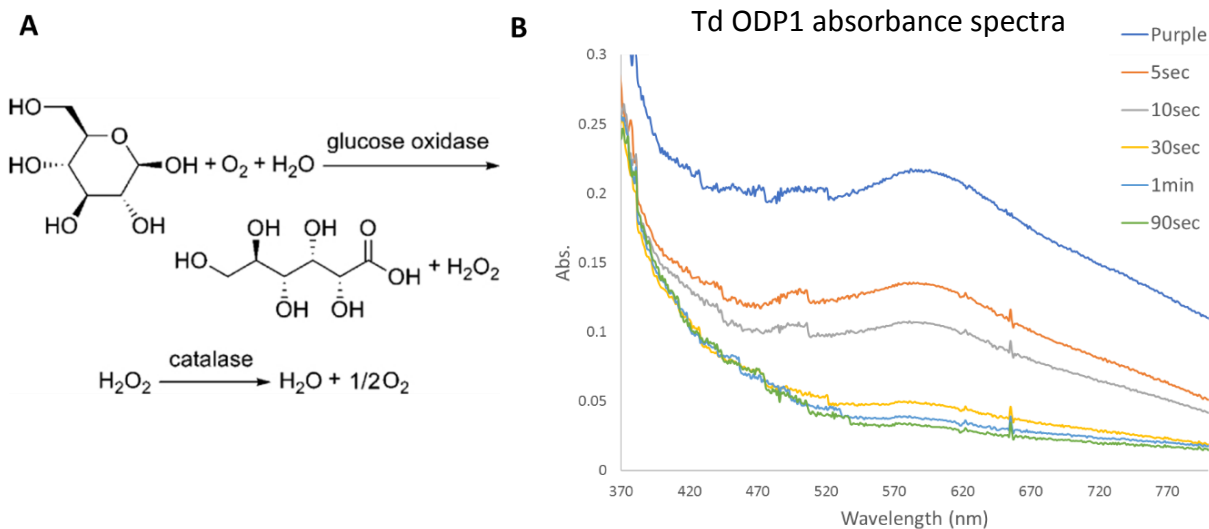 A
HO
O
HO
OH + O2 + H2O
glucose oxidase
HO
OH
OH OH O
HO
OH + H2O2
OH OH
catalase
H2O2
H2O + 1/2O2
B
Td ODP1 absorbance spectra
Purple
5sec
10sec
30sec
1min
90sec
Abs.
0.3
0.25
0.2
0.15
0.1
0.05
0
370 420 470 520 570 620 670 720 770
Wavelength (nm)